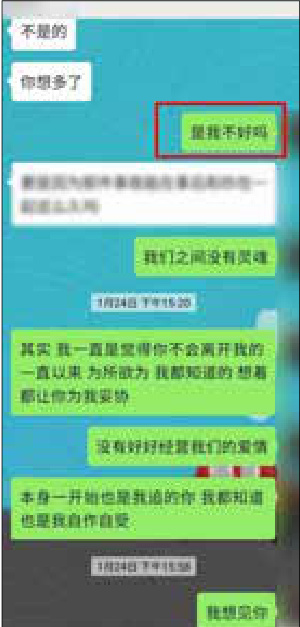 不是的
你想多了
是我不好吗
我们之间没有灵魂
1月24日 下午15:20
其实 我一直是觉得你不会离开我的
一直以来 为所欲为 我都知道的 想着
都让你为我妥协
没有好好经营我们的爱情
本身一开始也是我追的你 我都知道
也是我自作自受
1月24日 下午15:58
我想见你